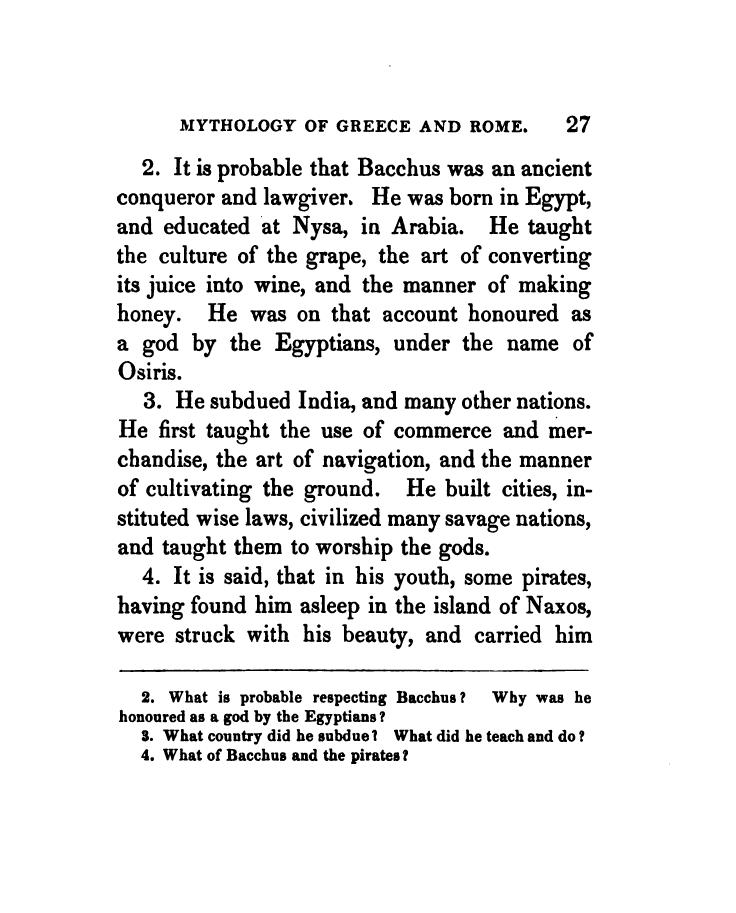 MYTHOLOGY OF GREECE AND ROME. 27
2. It is probable that Bacchus was an ancient
conqueror and lawgiver. He was born in Egypt,
and educated at Nysa, in Arabia. He taught
the culture of the grape, the art of converting
its juice into wine, and the manner of making
honey. He was on that account honoured as
a god by the Egyptians, under the name of
Osiris.
3. He subdued India, and many other nations.
He first taught the use of commerce and mer-
chandise, the art of navigation, and the manner
of cultivating the ground. He built cities, in-
stituted wise laws, civilized many savage nations,
and taught them to worship the gods.
4. It is said, that in his youth, some pirates,
having found him asleep in the island of Naxos,
were struck with his beauty, and carried him
2. What is probable respecting Bacchus? Why was he
honoured as a god by the Egyptians?
3. What country did he subdue? What did he teach and do?
4. What of Bacchus and the pirates?